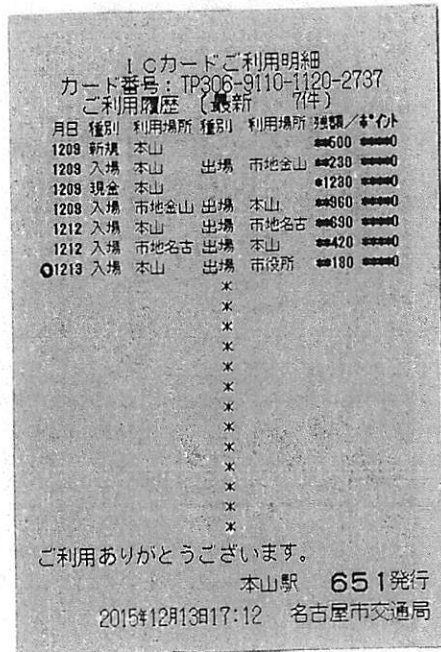 ICカードご利用明細
カード番号：TP306-9110-1120-2737
ご利用履歴 （最新 7件）
月日 種別 利用場所 種別 利用場所 残額／ポイント
1209 新規 本山 **500 *****0
1209 入場 本山 出場 市地金山 **230 *****0
1209 現金 本山 *1230 *****0
1209 入場 市地金山 出場 本山 **960 *****0
1212 入場 本山 出場 市地名古 **690 *****0
1212 入場 市地名古 出場 本山 **420 *****0
1213 入場 本山 出場 市役所 **180 *****0
*
*
*
*
*
*
*
*
*
*
*
*
*
ご利用ありがとうございます。
本山駅 651発行
2015年12月13日17:12 名古屋市交通局